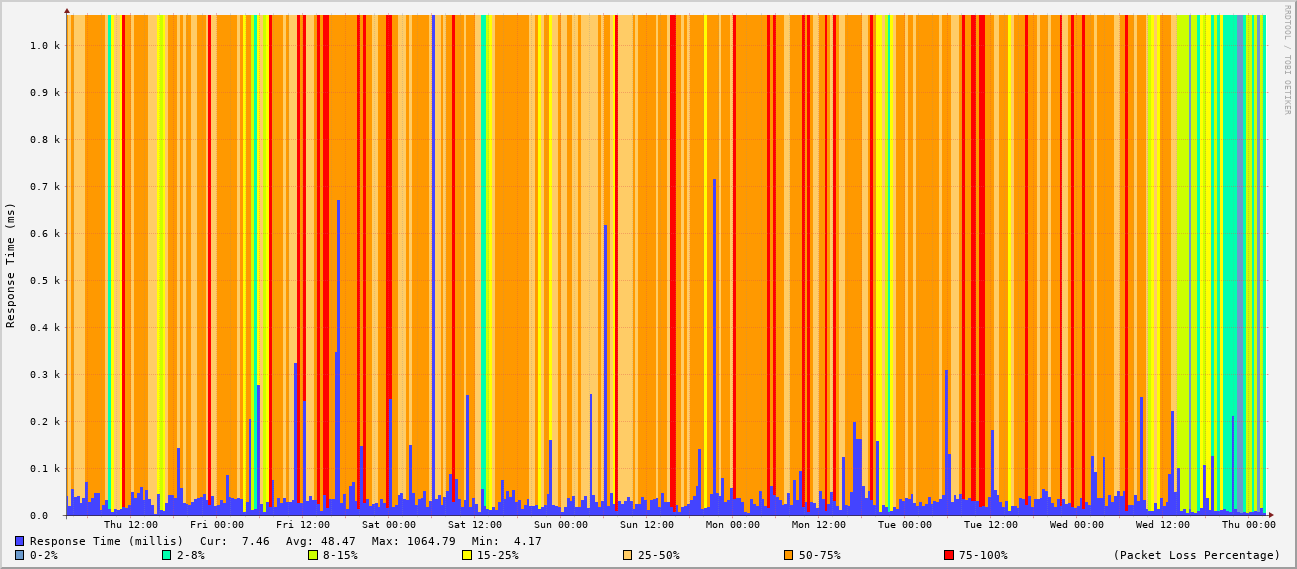 RRDTOOL / TOBI OETIKER
Response Time (ms)
1.0 k
0.9 k
0.8 k
0.7 k
0.6 k
0.5 k
0.4 k
0.3 k
0.2 k
0.1 k
0.0
Thu 12:00 Fri 00:00 Fri 12:00 Sat 00:00 Sat 12:00 Sun 00:00 Sun 12:00 Mon 00:00 Mon 12:00 Tue 00:00 Tue 12:00 Wed 00:00 Wed 12:00 Thu 00:00
Response Time (millis) Cur: 7.46 Avg: 48.47 Max: 1064.79 Min: 4.17
0-2% 2-8% 8-15% 15-25% 25-50% 50-75% 75-100% (Packet Loss Percentage)